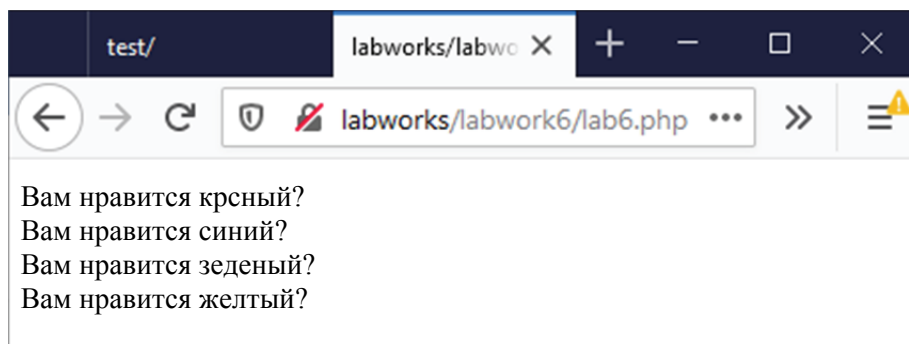 test/
labworks/labwo
labworks/labwork6/lab6.php
Вам нравится крсный?
Вам нравится синий?
Вам нравится зеденый?
Вам нравится желтый?